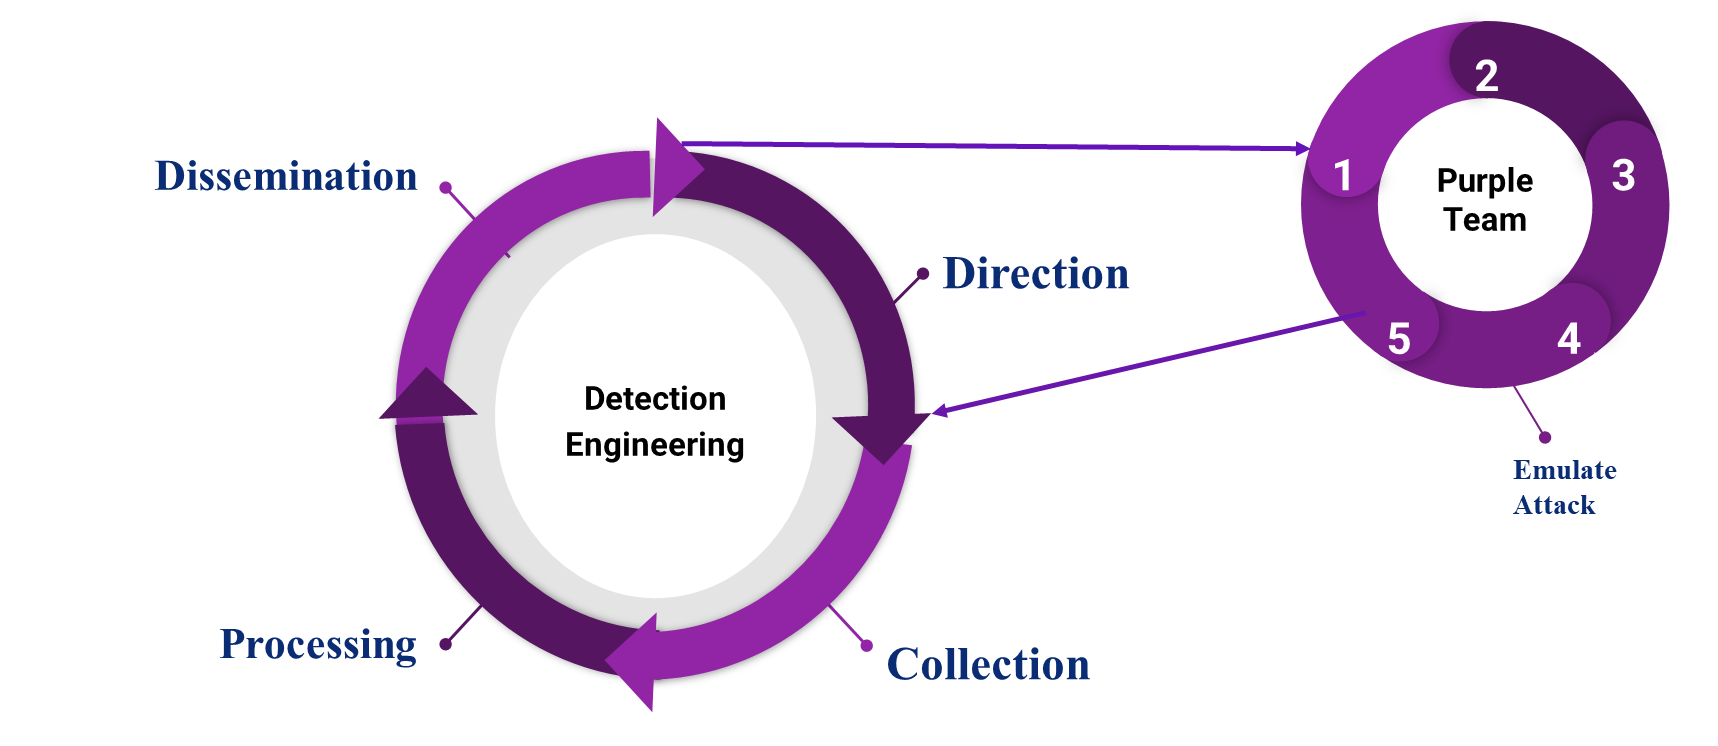 Dissemination
Direction
Detection
Engineering
Processing
Collection
1
2
3
4
5
Purple
Team
Emulate
Attack